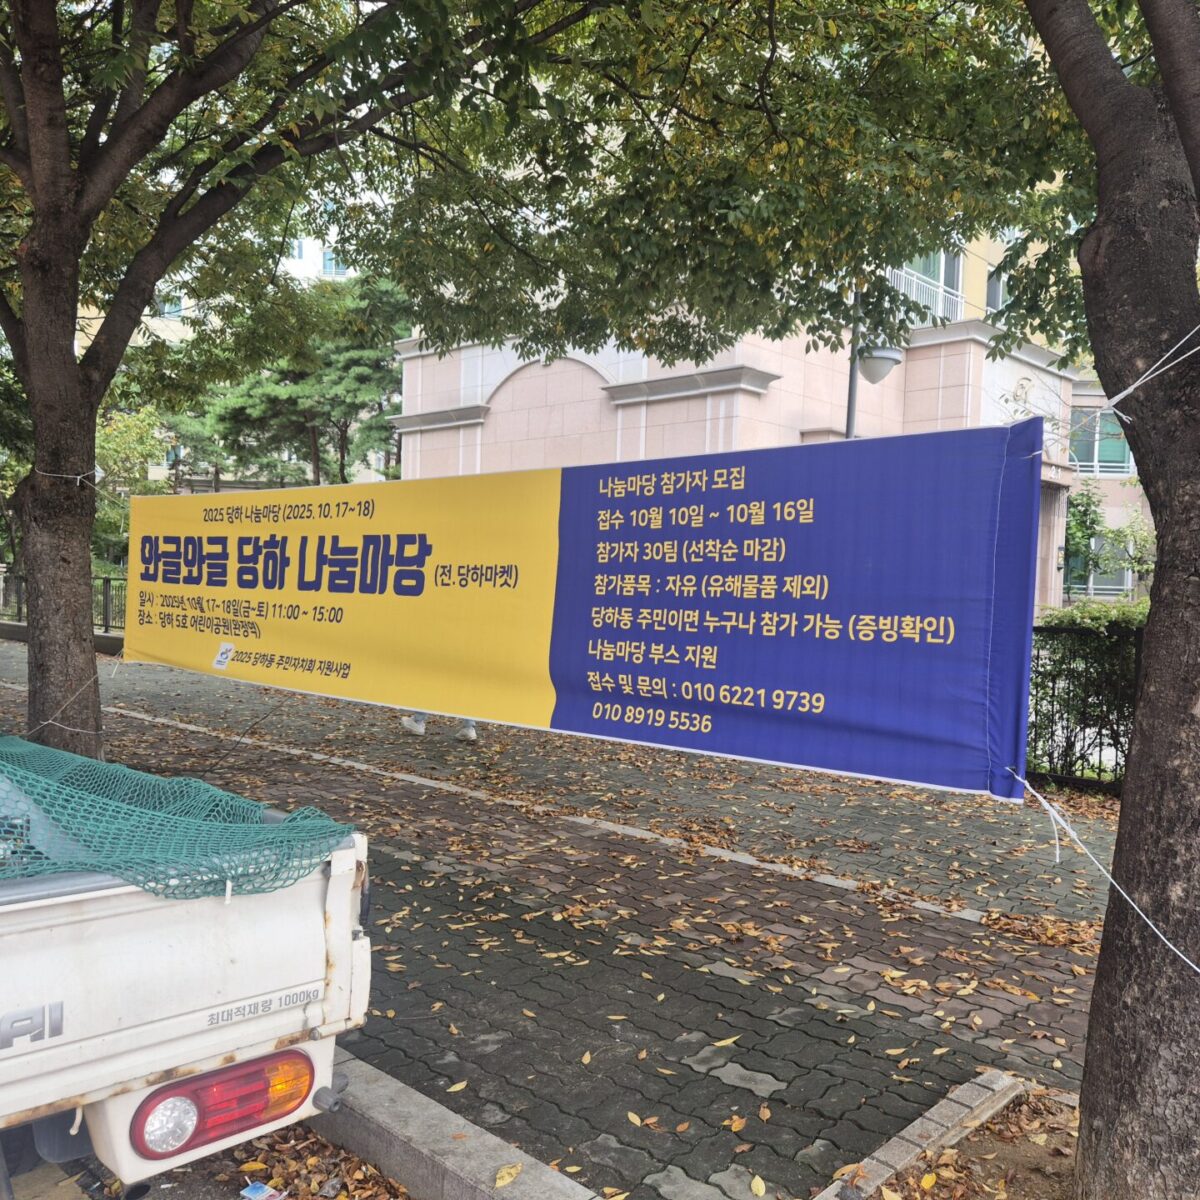 2025 당하 나눔마당 (2025. 10. 17~18)
와글와글 당하 나눔마당 (전. 당하마켓)
일시 : 2025년 10월 17~18일(금~토) 11:00 ~ 15:00
장소 : 당하 5호 어린이공원(완정역)
2025 당하동 주민자치회 지원사업
나눔마당 참가자 모집
접수 10월 10일 ~ 10월 16일
참가자 30팀 (선착순 마감)
참가품목 : 자유 (유해물품 제외)
당하동 주민이면 누구나 참가 가능 (증빙확인)
나눔마당 부스 지원
접수 및 문의 : 010 6221 9739
010 8919 5536
최대적재량 1000kg